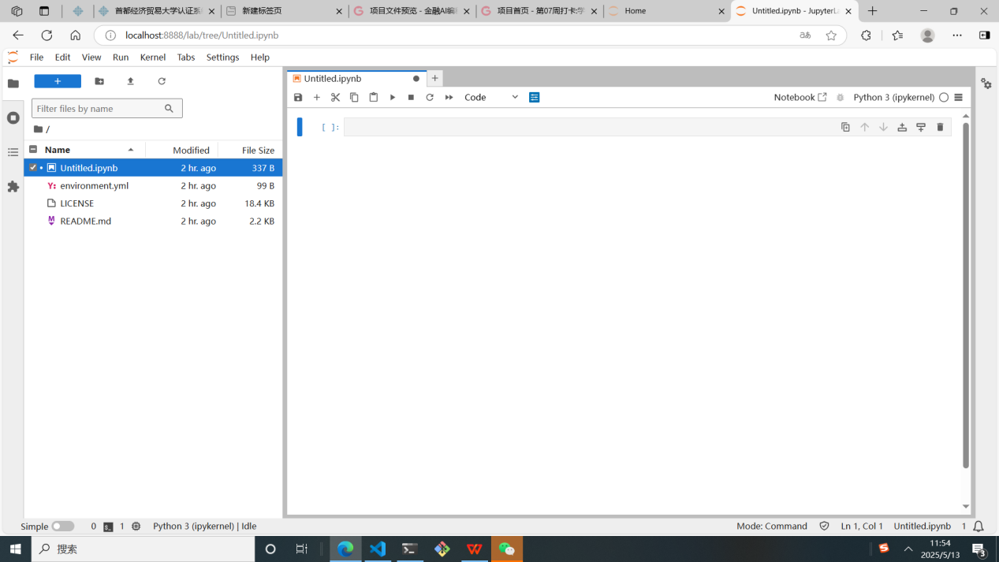 首都经济贸易大学认证系
新建标签页
项目文件预览 - 金融AI编
项目首页 - 第07周打卡:学
Home
Untitled.ipynb - JupyterLa
localhost:8888/lab/tree/Untitled.ipynb
File Edit View Run Kernel Tabs Settings Help
Untitled.ipynb
Filter files by name
Code
Notebook
Python 3 (ipykernel)
/
[ ]:
Name Modified File Size
Untitled.ipynb 2 hr. ago 337 B
Y: environment.yml 2 hr. ago 99 B
LICENSE 2 hr. ago 18.4 KB
M README.md 2 hr. ago 2.2 KB
Simple 0 1 Python 3 (ipykernel) | Idle
Mode: Command Ln 1, Col 1 Untitled.ipynb 1
搜索
11:54
2025/5/13
3